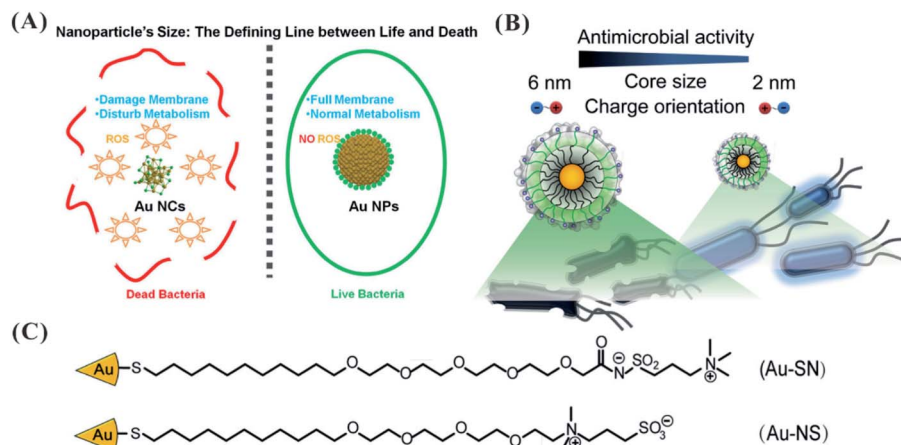 (A)
Nanoparticle's Size: The Defining Line between Life and Death
•Damage Membrane
•Disturb Metabolism
ROS
Au NCs
Dead Bacteria
•Full Membrane
•Normal Metabolism
NO ROS
Au NPs
Live Bacteria
(B)
Antimicrobial activity
6 nm Core size 2 nm
− + Charge orientation + −
(C)
Au S O O O O O O N ⊖ SO₂ N ⊕ (Au-SN)
Au S O O O O N ⊕ SO₃⊖ (Au-NS)